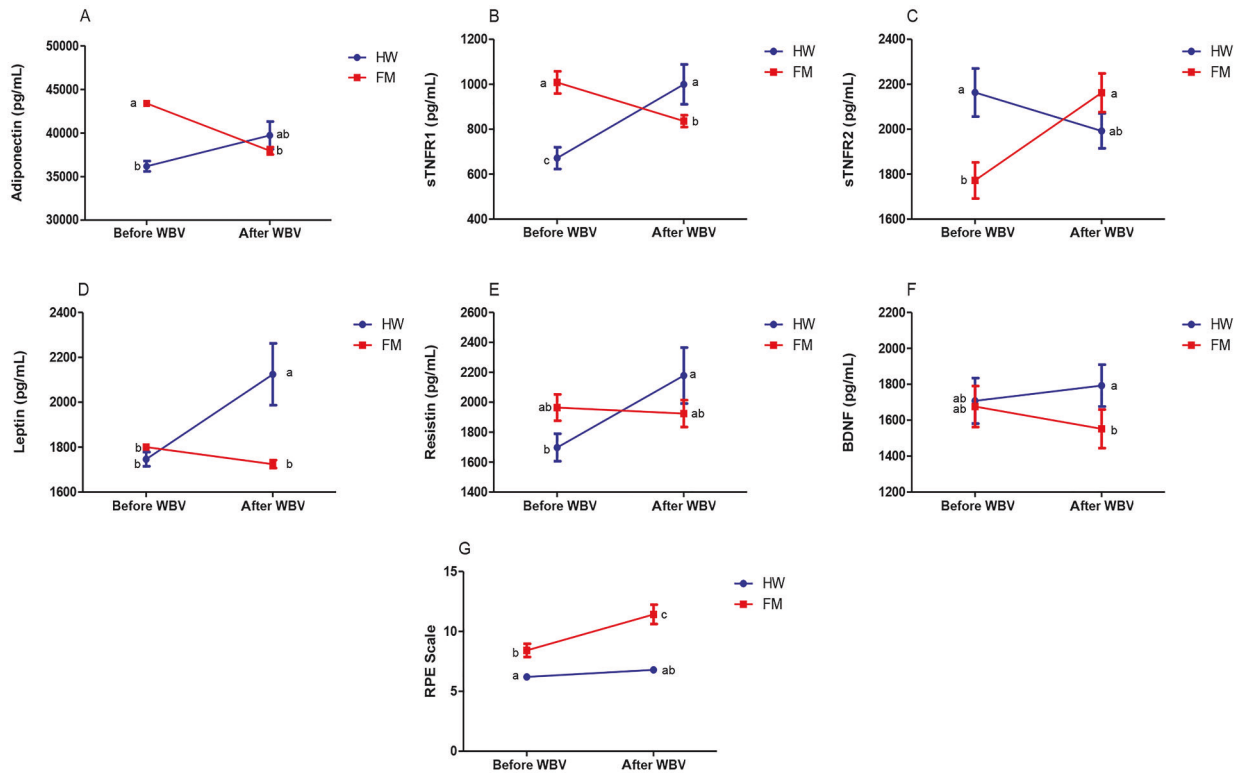 A
Adiponectin (pg/mL)
50000
45000
40000
35000
30000
a
b
ab
b
Before WBV
After WBV
HW
FM
B
sTNFR1 (pg/mL)
1200
1000
800
600
400
a
c
a
b
Before WBV
After WBV
HW
FM
C
sTNFR2 (pg/mL)
2400
2200
2000
1800
1600
a
b
a
ab
Before WBV
After WBV
HW
FM
D
Leptin (pg/mL)
2400
2200
2000
1800
1600
b
b
a
b
Before WBV
After WBV
HW
FM
E
Resistin (pg/mL)
2600
2400
2200
2000
1800
1600
1400
ab
b
a
ab
Before WBV
After WBV
HW
FM
F
BDNF (pg/mL)
2200
2000
1800
1600
1400
1200
ab
ab
a
b
Before WBV
After WBV
HW
FM
G
RPE Scale
15
10
5
0
b
a
c
ab
Before WBV
After WBV
HW
FM